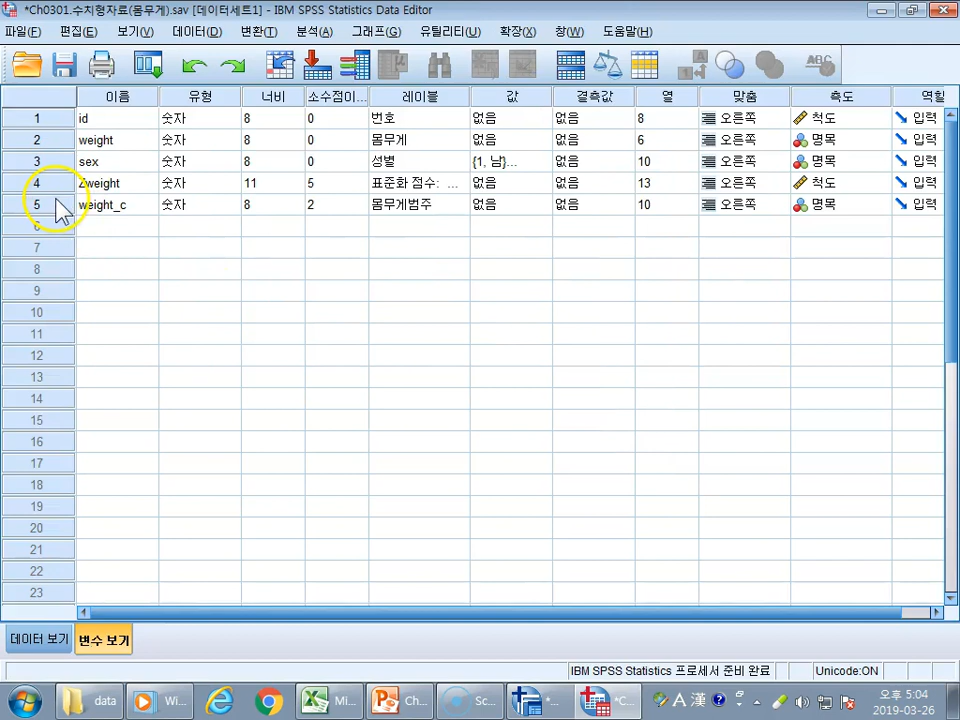 *Ch0301.수치형자료(몸무게).sav [데이터세트1] - IBM SPSS Statistics Data Editor
파일(F) 편집(E) 보기(V) 데이터(D) 변환(T) 분석(A) 그래프(G) 유틸리티(U) 확장(X) 창(W) 도움말(H)
이름 유형 너비 소수점이... 레이블 값 결측값 열 맞춤 측도 역할
1 id 숫자 8 0 번호 없음 없음 8 오른쪽 척도 입력
2 weight 숫자 8 0 몸무게 없음 없음 6 오른쪽 명목 입력
3 sex 숫자 8 0 성별 {1, 남}... 없음 10 오른쪽 명목 입력
4 Zweight 숫자 11 5 표준화 점수: ... 없음 없음 13 오른쪽 척도 입력
5 weight_c 숫자 8 2 몸무게범주 없음 없음 10 오른쪽 명목 입력
6
7
8
9
10
11
12
13
14
15
16
17
18
19
20
21
22
23
데이터 보기 변수 보기
IBM SPSS Statistics 프로세서 준비 완료 Unicode:ON
data Wi... Mi... Ch... Sc... *... *C... A 漢 오후 5:04
2019-03-26